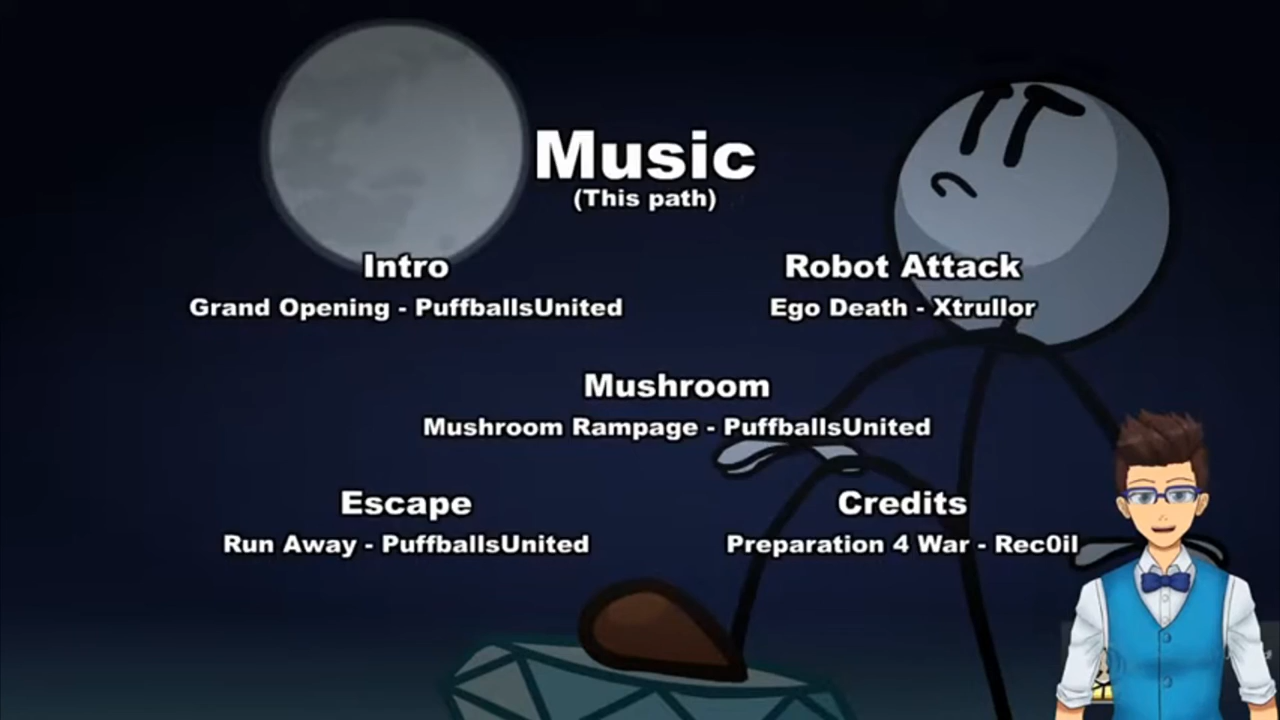 Music
(This path)
Intro
Grand Opening - PuffballsUnited
Robot Attack
Ego Death - Xtrullor
Mushroom
Mushroom Rampage - PuffballsUnited
Escape
Run Away - PuffballsUnited
Credits
Preparation 4 War - Rec0il